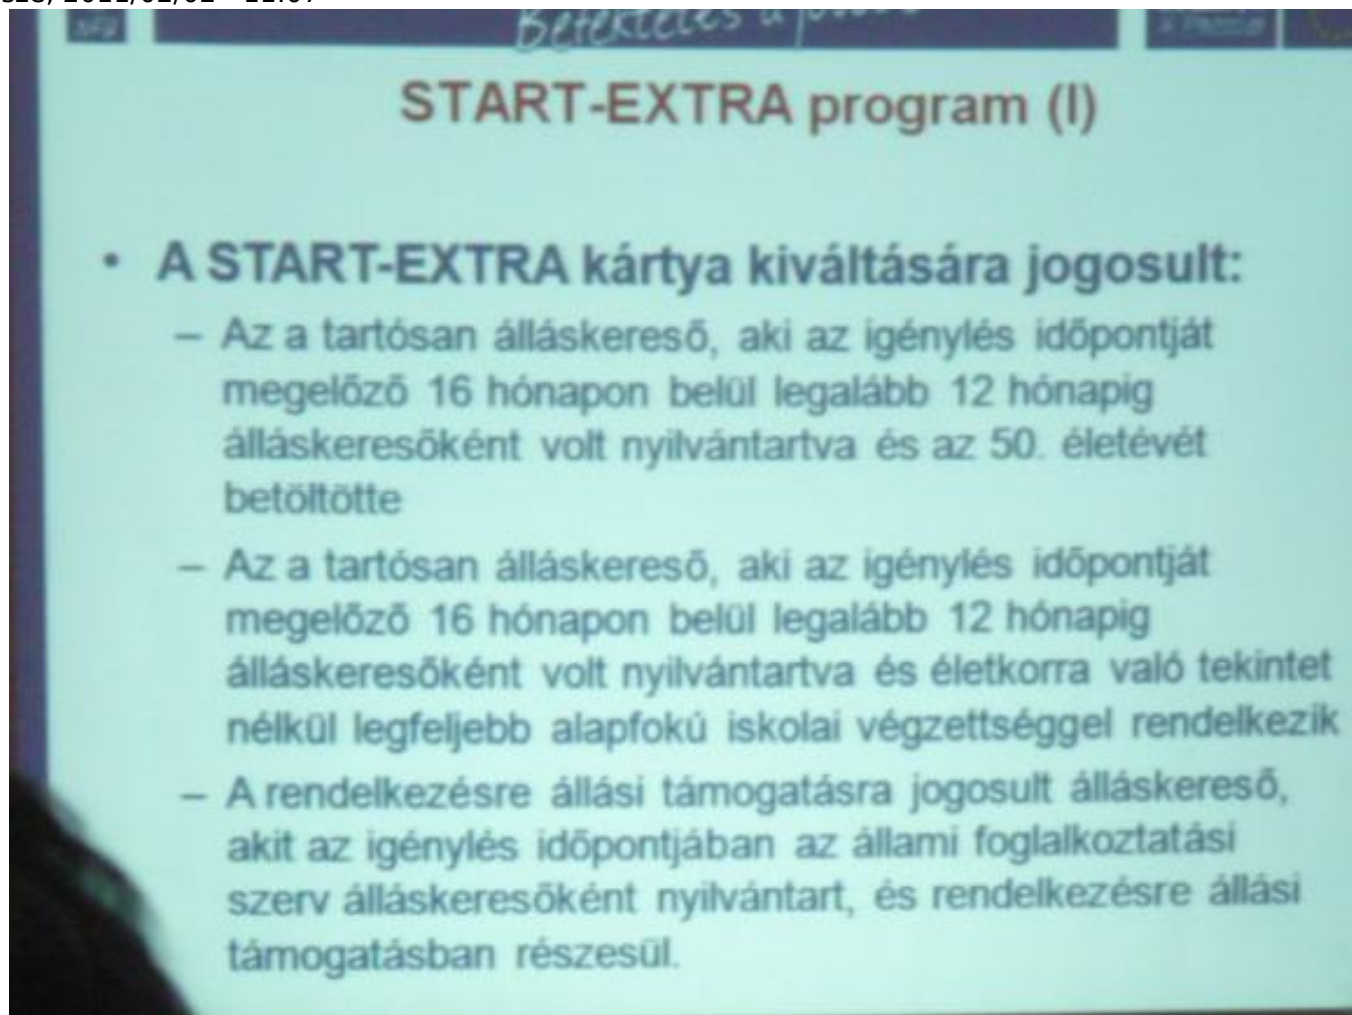 START-EXTRA program (I)
• A START-EXTRA kártya kiváltására jogosult:
– Az a tartósan álláskereső, aki az igénylés időpontját
megelőző 16 hónapon belül legalább 12 hónapig
álláskeresőként volt nyilvántartva és az 50. életévét
betöltötte
– Az a tartósan álláskereső, aki az igénylés időpontját
megelőző 16 hónapon belül legalább 12 hónapig
álláskeresőként volt nyilvántartva és életkorra való tekintet
nélkül legfeljebb alapfokú iskolai végzettséggel rendelkezik
– A rendelkezésre állási támogatásra jogosult álláskereső,
akit az igénylés időpontjában az állami foglalkoztatási
szerv álláskeresőként nyilvántart, és rendelkezésre állási
támogatásban részesül.